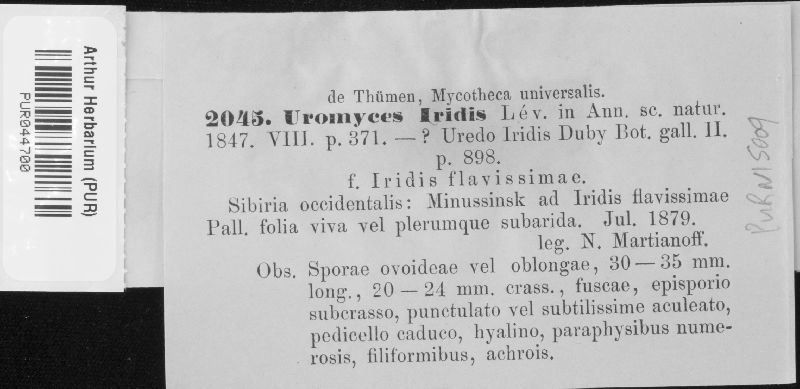 Arthur Herbarium (PUR)
PUR044700
de Thümen, Mycotheca universalis.
2045. Uromyces Iridis Lév. in Ann. sc. natur.
1847. VIII. p. 371. — ? Uredo Iridis Duby Bot. gall. II.
p. 898.
f. Iridis flavissimae.
Sibiria occidentalis: Minussinsk ad Iridis flavissimae
Pall. folia viva vel plerumque subarida. Jul. 1879.
leg. N. Martianoff.
Obs. Sporae ovoideae vel oblongae, 30—35 mm.
long., 20—24 mm. crass., fuscae, episporio
subcrasso, punctulato vel subtilissime aculeato,
pedicello caduco, hyalino, paraphysibus nume-
rosis, filiformibus, achrois.
PUR N15009